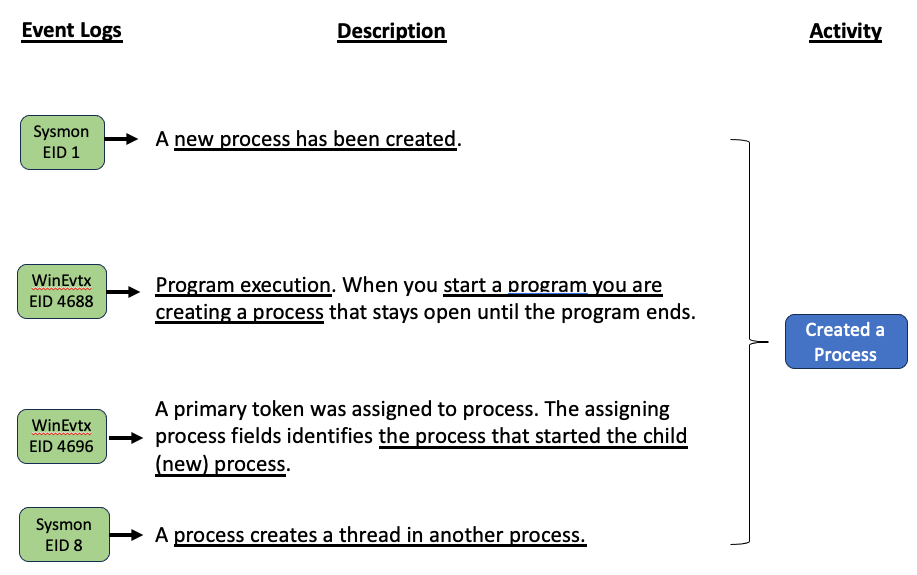 Event Logs
Description
Activity
Sysmon
EID 1
A new process has been created.
WinEvtx
EID 4688
Program execution. When you start a program you are
creating a process that stays open until the program ends.
Created a
Process
WinEvtx
EID 4696
A primary token was assigned to process. The assigning
process fields identifies the process that started the child
(new) process.
Sysmon
EID 8
A process creates a thread in another process.